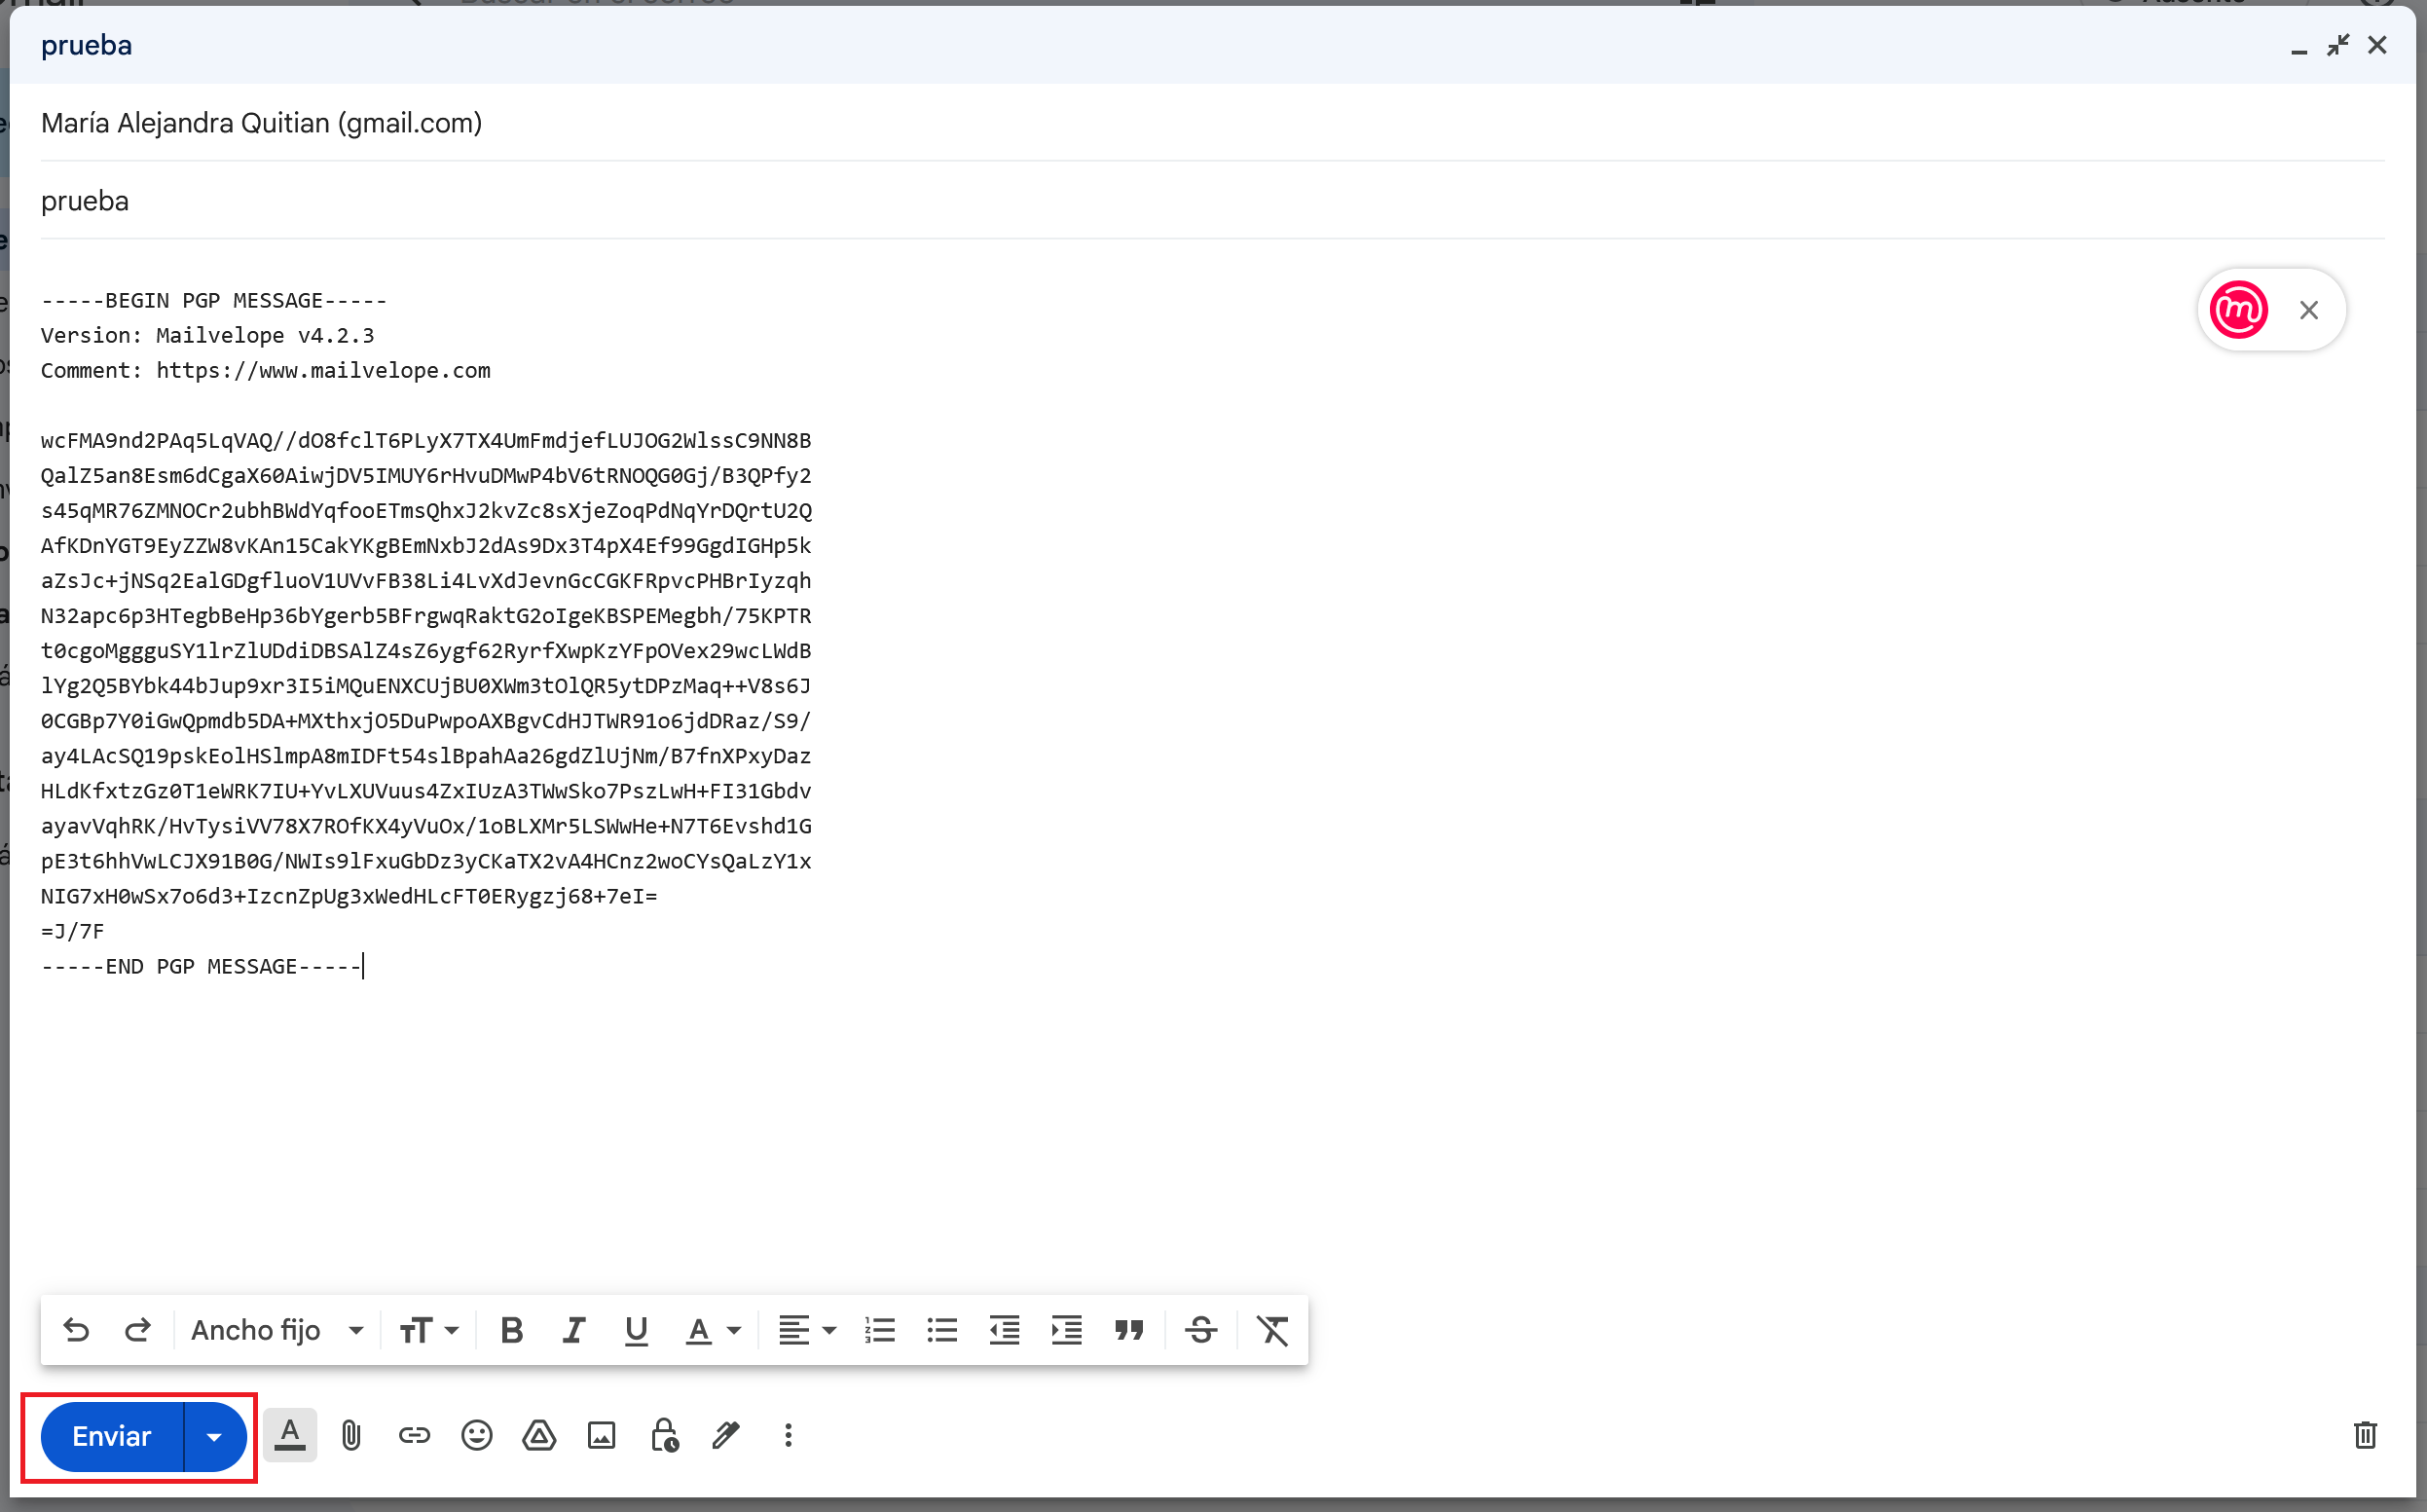 prueba
María Alejandra Quitian (gmail.com)
prueba
-----BEGIN PGP MESSAGE-----
Version: Mailvelope v4.2.3
Comment: https://www.mailvelope.com
wcFMA9nd2PAq5LqVAQ//dO8fclT6PLyX7TX4UmFmdjefLUJOG2WlssC9NN8B
QalZ5an8Esm6dCgaX60AiwjDV5IMUY6rHvuDMwP4bV6tRNOQG0Gj/B3QPfy2
s45qMR76ZMNOCr2ubhBWdYqfooETmsQhxJ2kvZc8sXjeZoqPdNqYrDQrtU2Q
AfKDnYGT9EyZZW8vKAn15CakYKgBEmNxbJ2dAs9Dx3T4pX4Ef99GgdIGHp5k
aZsJc+jNSq2EalGDgfluoV1UVvFB38Li4LvXdJevnGcCGKFRpvcPHBrIyzqh
N32apc6p3HTegbBeHp36bYgerb5BFrgwqRaktG2oIgeKBSPEMegbh/75KPTR
t0cgoMggguSY1lrZlUDdiDBSAlZ4sZ6ygf62RyrfXwpKzYFpOVex29wcLWdB
lYg2Q5BYbk44bJup9xr3I5iMQuENXCUjBU0XWm3tOlQR5ytDPzMaq++V8s6J
0CGBp7Y0iGwQpmdb5DA+MXthxjO5DuPwpoAXBgvCdHJTWR91o6jdDRaz/S9/
ay4LAcSQ19pskEolHSlmpA8mIDFt54slBpahAa26gdZlUjNm/B7fnXPxyDaz
HLdKfxtzGz0T1eWRK7IU+YvLXUVuus4ZxIUzA3TWwSko7PszLwH+FI31Gbdv
ayavVqhRK/HvTysiVV78X7ROfKX4yVuOx/1oBLXMr5LSWwHe+N7T6Evshd1G
pE3t6hhVwLCJX91B0G/NWIs9lFxuGbDz3yCKaTX2vA4HCnz2woCYsQaLzY1x
NIG7xH0wSx7o6d3+IzcnZpUg3xWedHLcFT0ERygzj68+7eI=
=J/7F
-----END PGP MESSAGE-----
Ancho fijo
Enviar